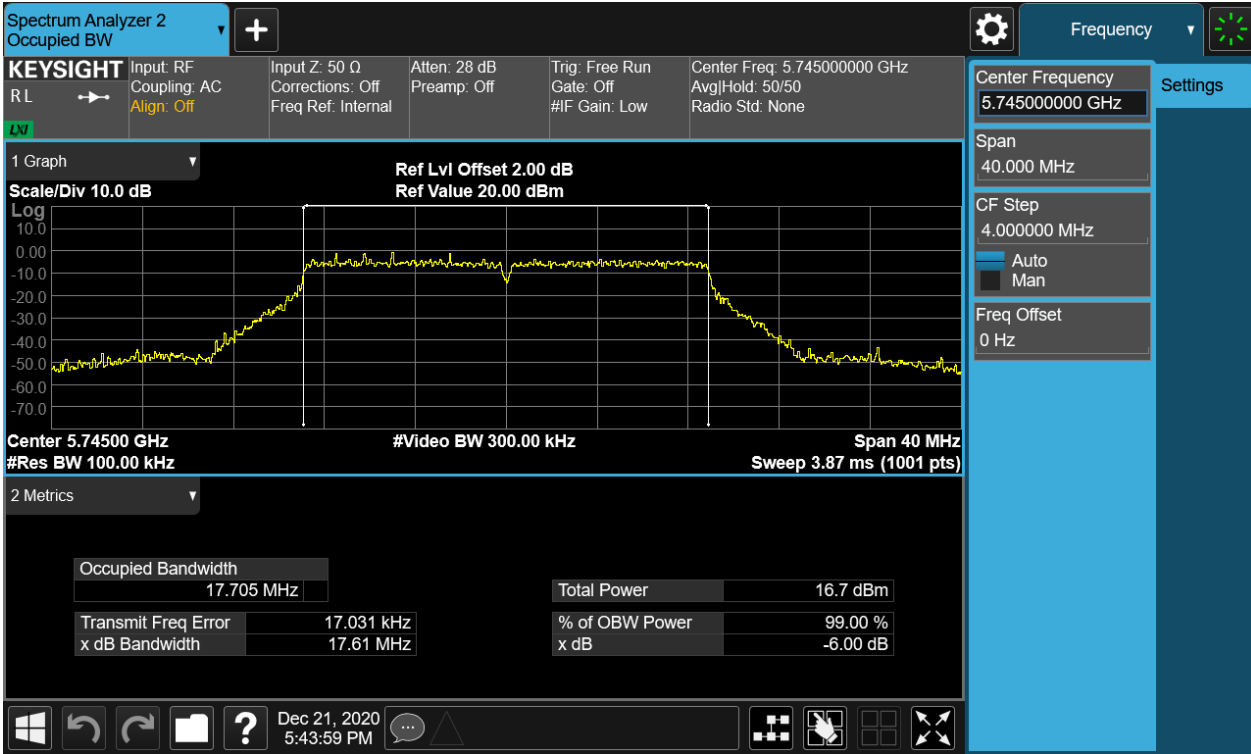 Spectrum Analyzer 2
Occupied BW
+
Frequency
KEYSIGHT
R L
LXI
Input: RF
Coupling: AC
Align: Off
Input Z: 50 Ω
Corrections: Off
Freq Ref: Internal
Atten: 28 dB
Preamp: Off
Trig: Free Run
Gate: Off
#IF Gain: Low
Center Freq: 5.745000000 GHz
Avg|Hold: 50/50
Radio Std: None
Center Frequency
5.745000000 GHz
Settings
Span
40.000 MHz
CF Step
4.000000 MHz
Auto
Man
Freq Offset
0 Hz
1 Graph
Ref Lvl Offset 2.00 dB
Scale/Div 10.0 dB
Ref Value 20.00 dBm
Log
10.0
0.00
-10.0
-20.0
-30.0
-40.0
-50.0
-60.0
-70.0
Center 5.74500 GHz
#Video BW 300.00 kHz
Span 40 MHz
#Res BW 100.00 kHz
Sweep 3.87 ms (1001 pts)
2 Metrics
Occupied Bandwidth
17.705 MHz
Total Power 16.7 dBm
Transmit Freq Error 17.031 kHz
% of OBW Power 99.00 %
x dB Bandwidth 17.61 MHz
x dB -6.00 dB
?
Dec 21, 2020
5:43:59 PM